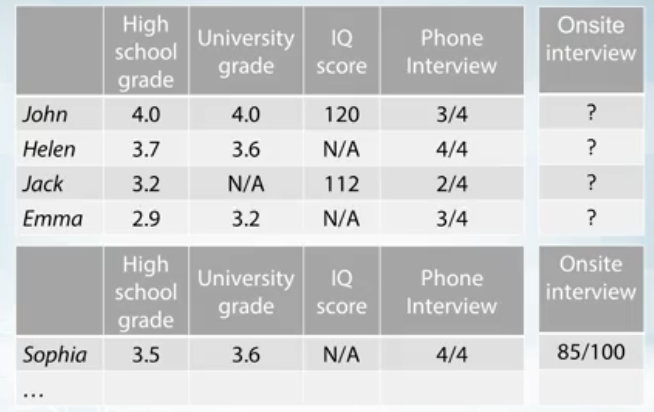 High school grade University grade IQ score Phone Interview Onsite interview
John 4.0 4.0 120 3/4 ?
Helen 3.7 3.6 N/A 4/4 ?
Jack 3.2 N/A 112 2/4 ?
Emma 2.9 3.2 N/A 3/4 ?
High school grade University grade IQ score Phone Interview Onsite interview
Sophia 3.5 3.6 N/A 4/4 85/100
...